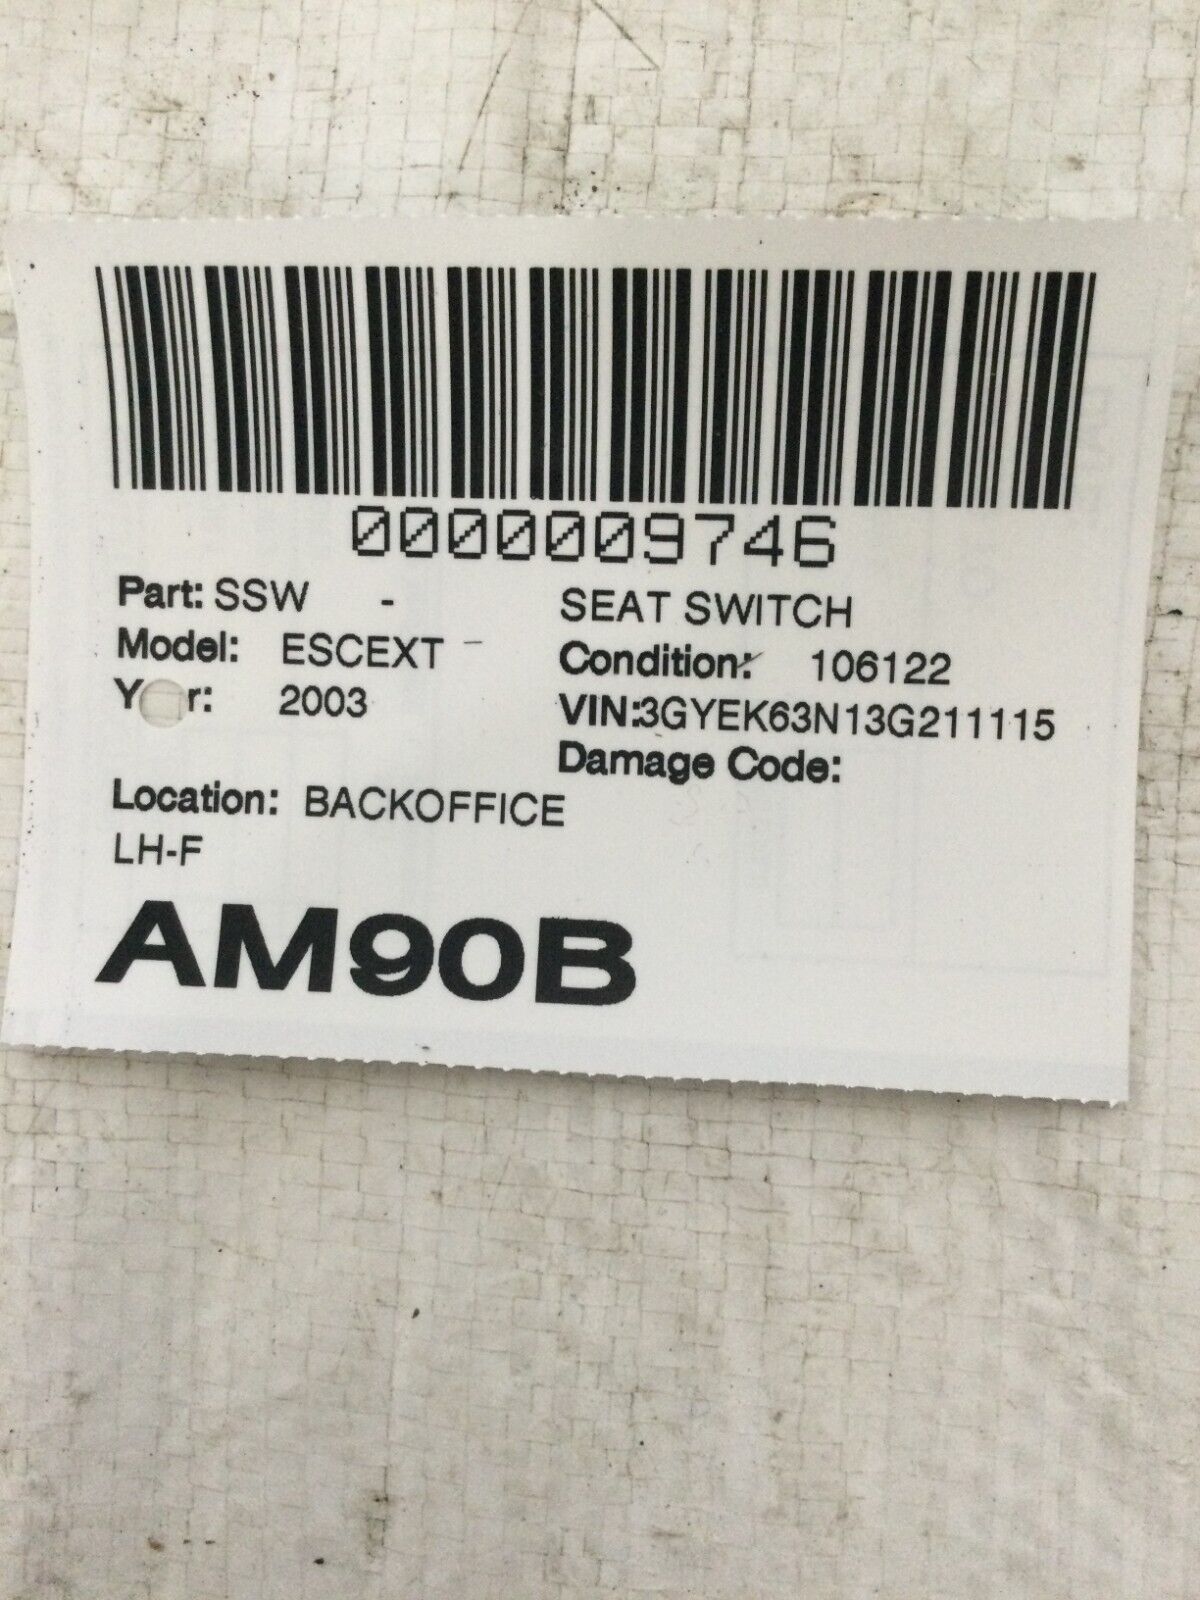 0000009746
Part: SSW - SEAT SWITCH
Model: ESCEXT Condition: 106122
Y r: 2003 VIN:3GYEK63N13G211115
Damage Code:
Location: BACKOFFICE
LH-F
AM90B